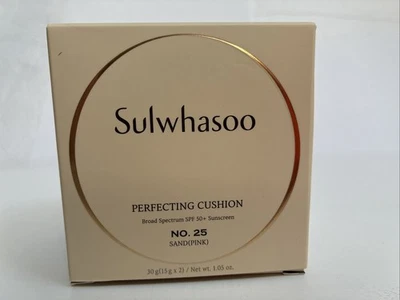 Sulwhasoo
PERFECTING CUSHION
Broad Spectrum SPF 50+ Sunscreen
NO. 25
SAND(PINK)
30 g(15 g x 2) / Net wt. 1.05 oz.